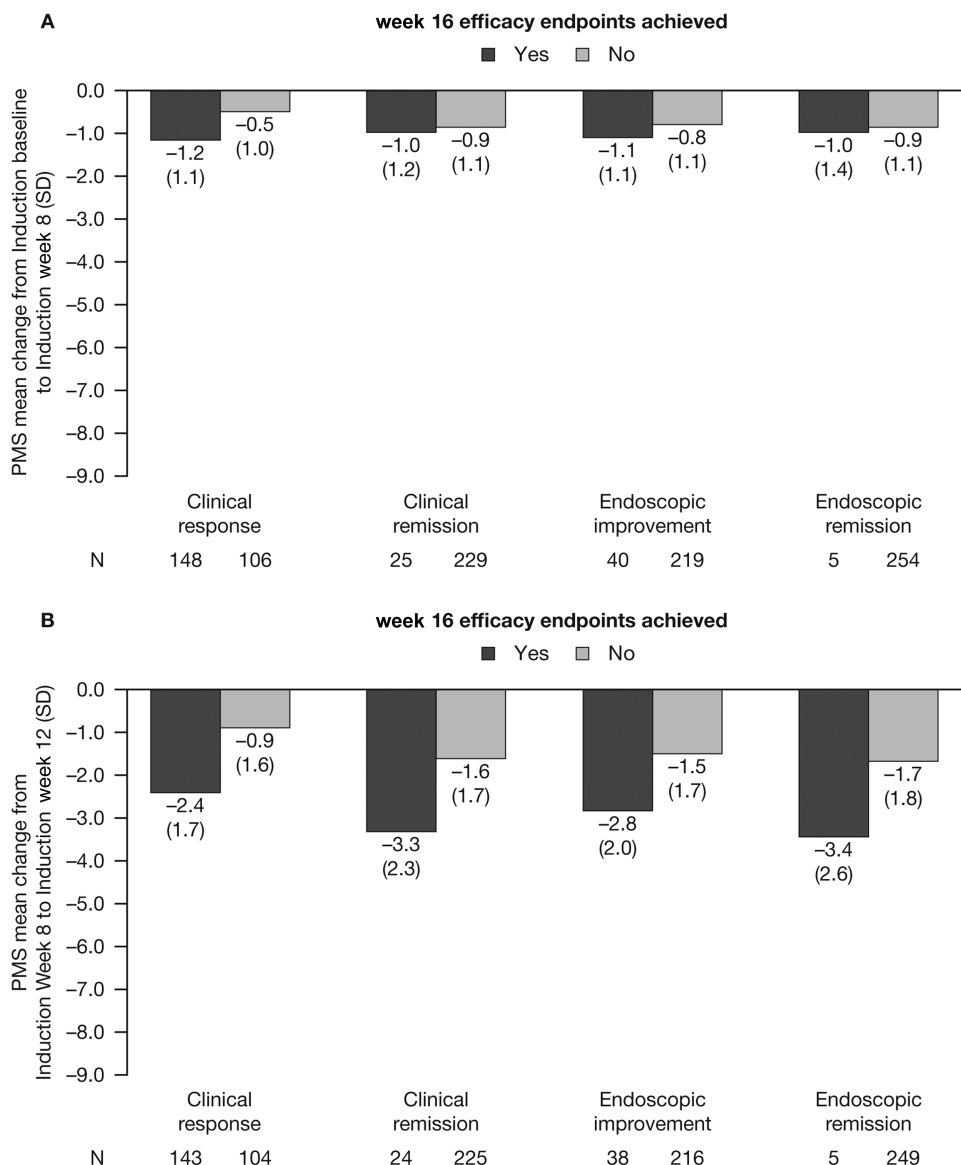 A
week 16 efficacy endpoints achieved
Yes No
PMS mean change from Induction baseline
to Induction week 8 (SD)
0.0
–1.0
–2.0
–3.0
–4.0
–5.0
–6.0
–7.0
–8.0
–9.0
–1.2
(1.1)
–0.5
(1.0)
–1.0
(1.2)
–0.9
(1.1)
–1.1
(1.1)
–0.8
(1.1)
–1.0
(1.4)
–0.9
(1.1)
Clinical
response
Clinical
remission
Endoscopic
improvement
Endoscopic
remission
N 148 106 25 229 40 219 5 254
B
week 16 efficacy endpoints achieved
Yes No
PMS mean change from
Induction Week 8 to Induction week 12 (SD)
0.0
–1.0
–2.0
–3.0
–4.0
–5.0
–6.0
–7.0
–8.0
–9.0
–2.4
(1.7)
–0.9
(1.6)
–3.3
(2.3)
–1.6
(1.7)
–2.8
(2.0)
–1.5
(1.7)
–3.4
(2.6)
–1.7
(1.8)
Clinical
response
Clinical
remission
Endoscopic
improvement
Endoscopic
remission
N 143 104 24 225 38 216 5 249